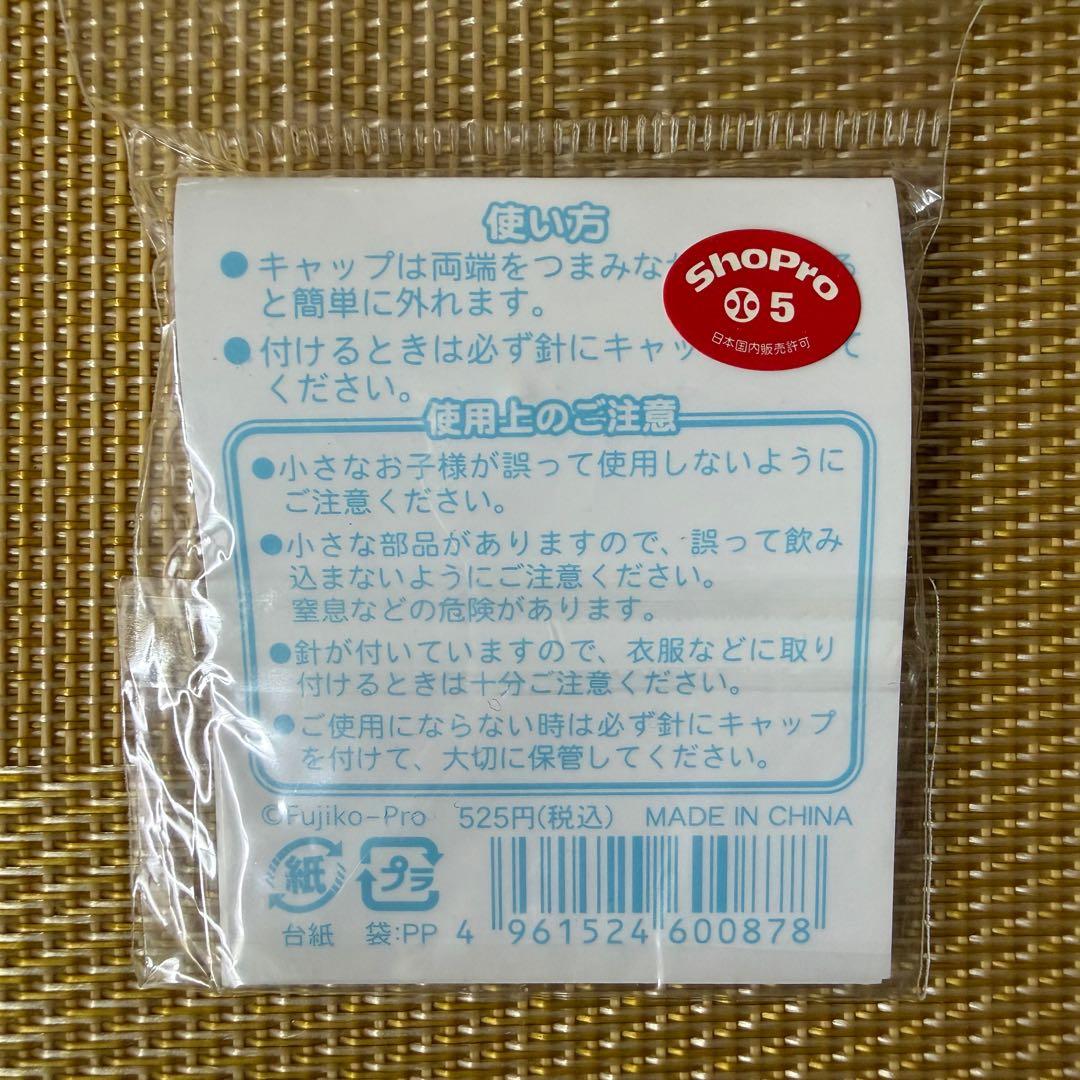 使い方
●キャップは両端をつまみなが
る
と簡単に外れます。
●付けるときは必ず針にキャッ
て
ください。
ShoPro
5
日本国内販売許可
使用上のご注意
●小さなお子様が誤って使用しないように
ご注意ください。
●小さな部品がありますので、誤って飲み
込まないようにご注意ください。
窒息などの危険があります。
●針が付いていますので、衣服などに取り
付けるときは十分ご注意ください。
●ご使用にならない時は必ず針にキャップ
を付けて、大切に保管してください。
©Fujiko-Pro 525円(税込) MADE IN CHINA
紙 プラ
台紙 袋:PP 4 961524 600878